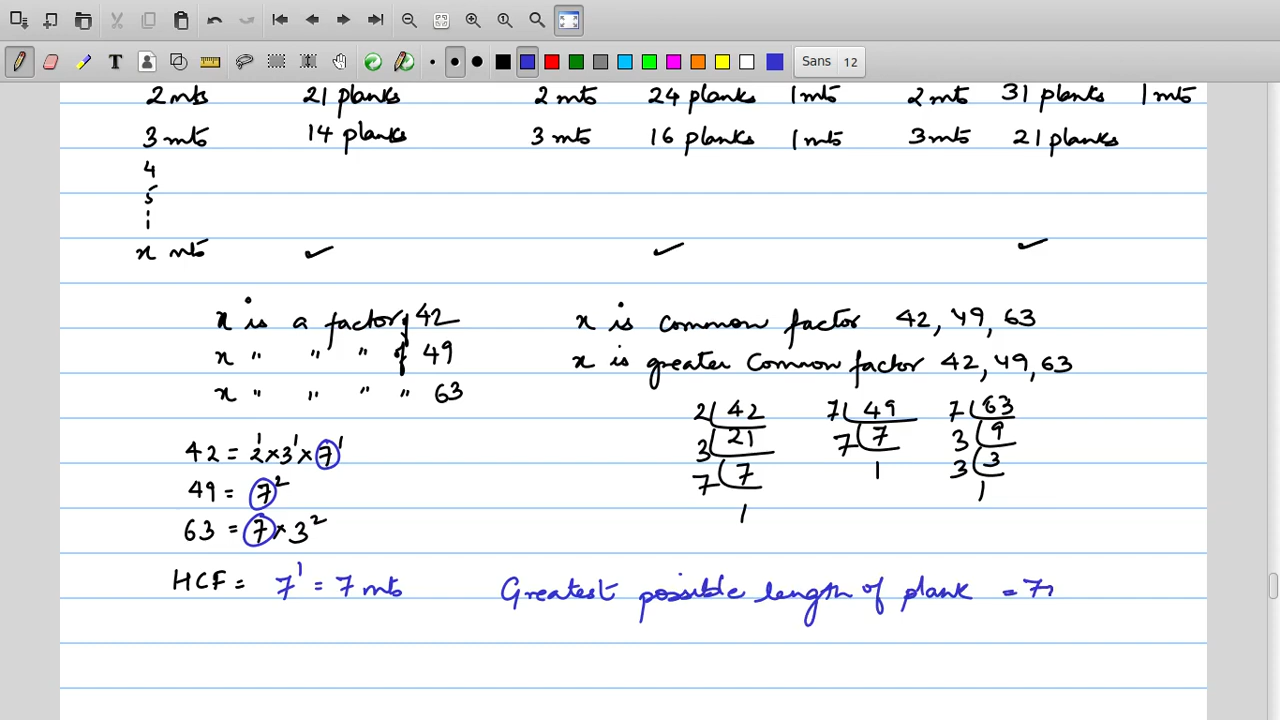 Sans 12
2 mts 21 planks 2 mts 24 planks 1 mts 2 mts 31 planks 1 mts
3 mts 14 planks 3 mts 16 planks 1 mts 3 mts 21 planks
4
5
x mts ✓ ✓ ✓
x is a factor of 42 x is common factor 42, 49, 63
x " " " of 49 x is greater Common factor 42, 49, 63
x " " " " 63
2 42 7 49 7 63
3 21 7 7 3 9
7 7 1 3 3
1 1
42 = 2¹×3¹×7¹
49 = 7²
63 = 7×3²
HCF = 7¹ = 7 mts Greatest possible length of plank = 7